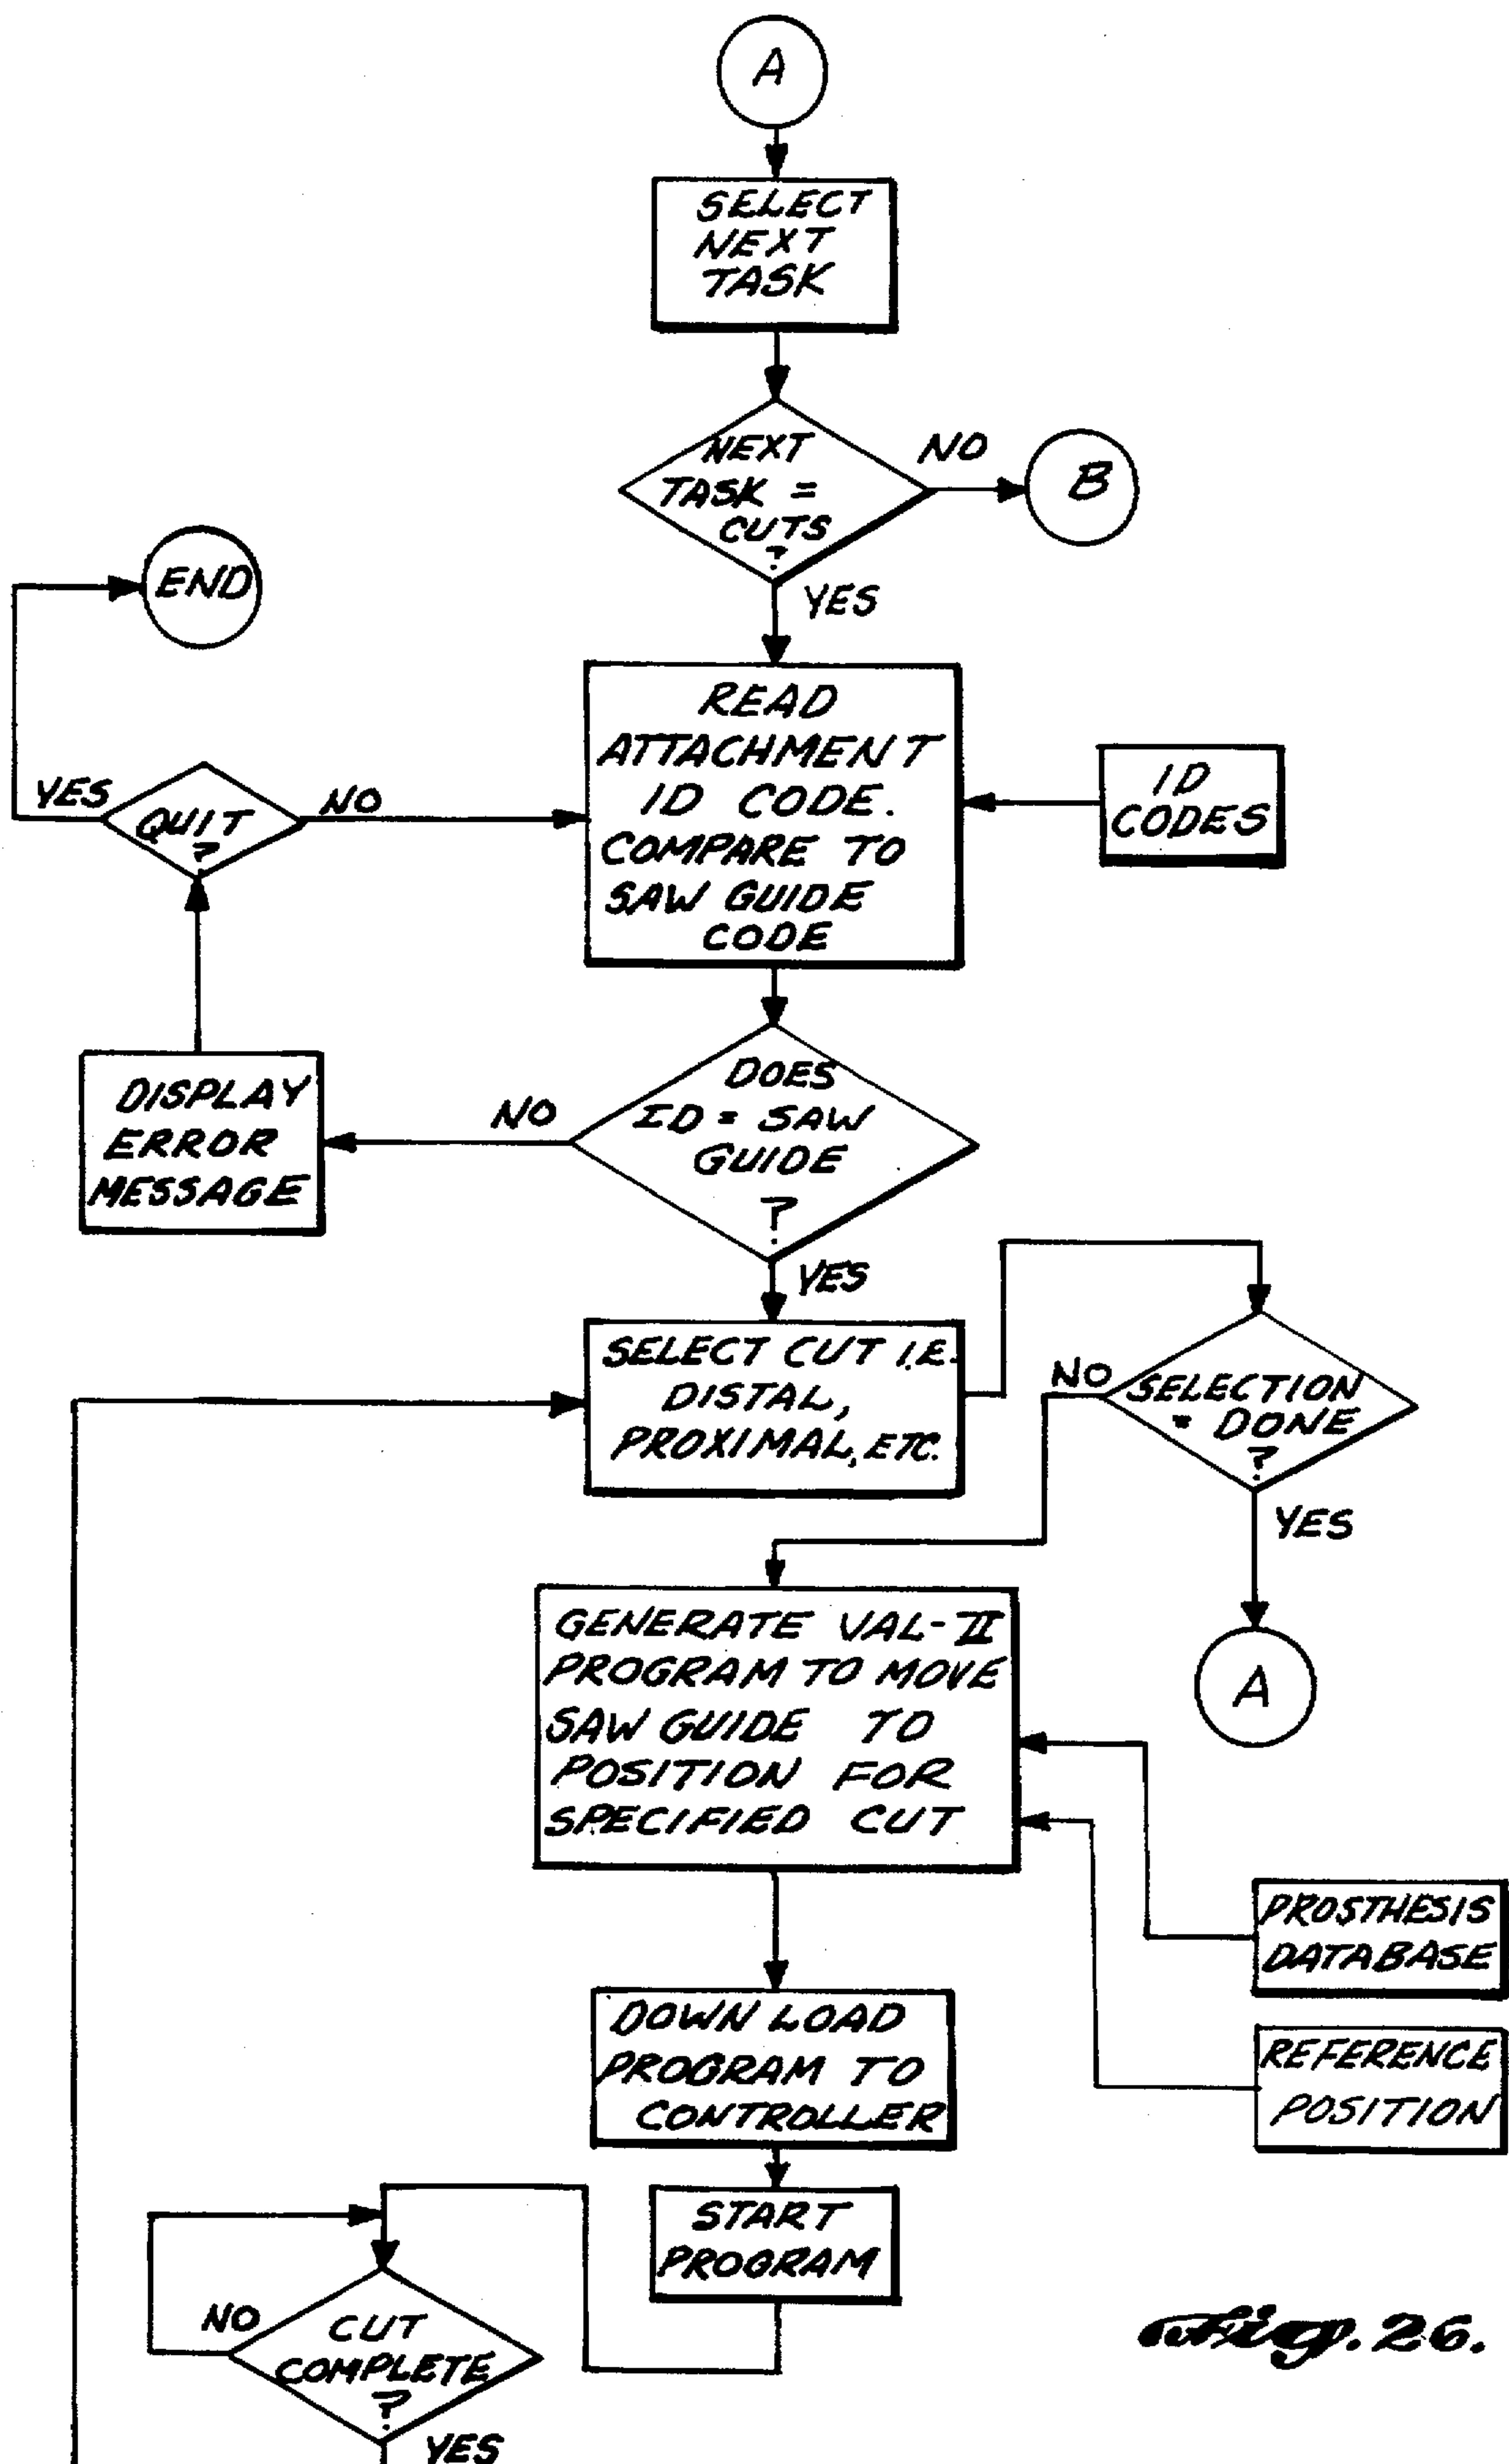 A
SELECT
NEXT
TASK
NEXT
TASK =
CUTS
?
NO
B
YES
END
READ
ATTACHMENT
ID CODE.
COMPARE TO
SAW GUIDE
CODE
ID
CODES
YES
QUIT
?
NO
DISPLAY
ERROR
MESSAGE
NO
DOES
ID = SAW
GUIDE
?
YES
SELECT CUT I.E.
DISTAL,
PROXIMAL, ETC.
NO
SELECTION
= DONE
?
YES
A
GENERATE VAL-II
PROGRAM TO MOVE
SAW GUIDE TO
POSITION FOR
SPECIFIED CUT
PROSTHESIS
DATABASE
REFERENCE
POSITION
DOWN LOAD
PROGRAM TO
CONTROLLER
START
PROGRAM
NO
CUT
COMPLETE
?
YES
Fig. 26.